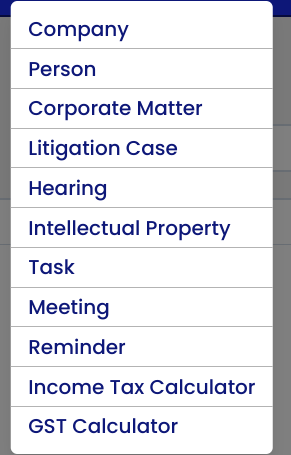 Company
Person
Corporate Matter
Litigation Case
Hearing
Intellectual Property
Task
Meeting
Reminder
Income Tax Calculator
GST Calculator